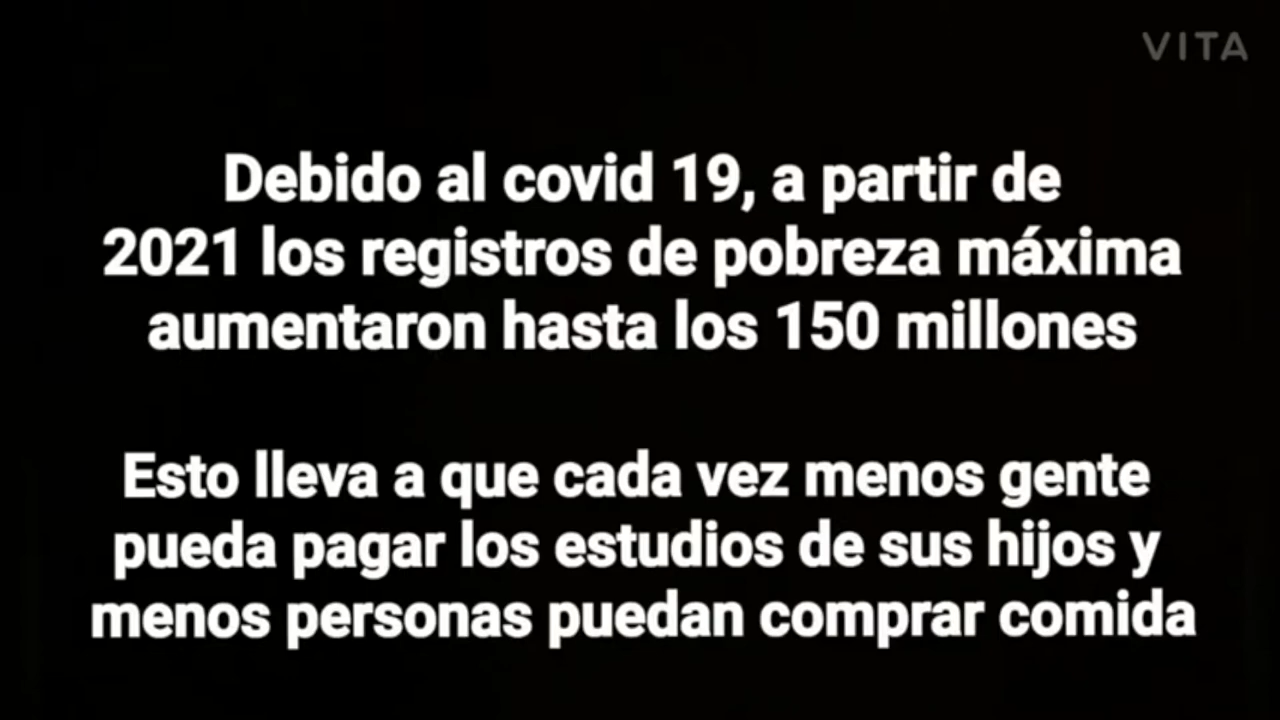 VITA
Debido al covid 19, a partir de
2021 los registros de pobreza máxima
aumentaron hasta los 150 millones
Esto lleva a que cada vez menos gente
pueda pagar los estudios de sus hijos y
menos personas puedan comprar comida